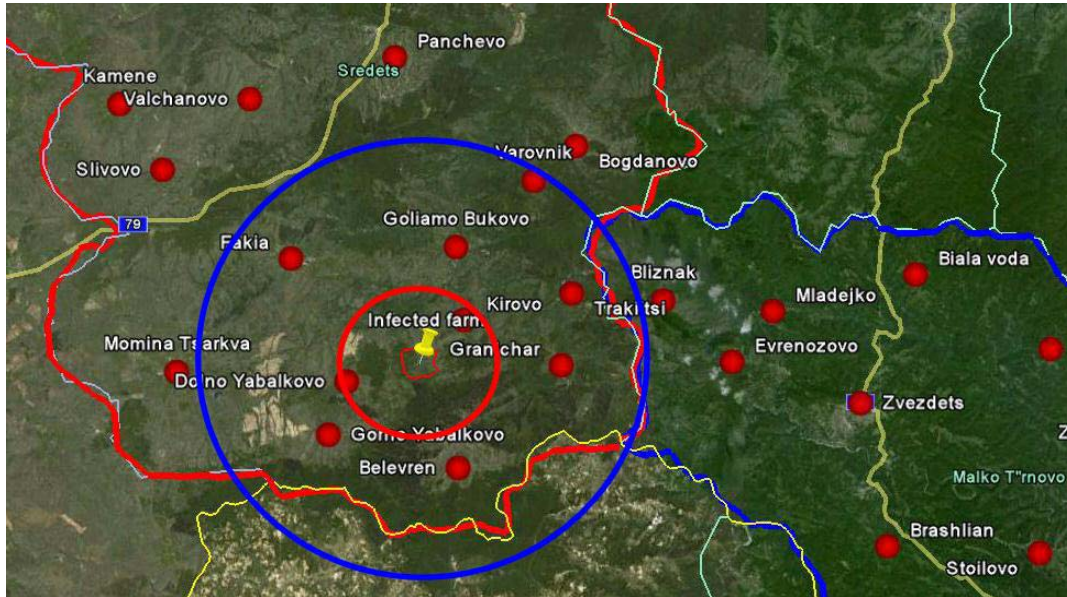 Panchevo
Sredets
Kamene
Valchanovo
Varovnik
Bogdanovo
Slivovo
Goliamo Bukovo
79
Fakia
Bliznak
Biala voda
Kirovo
Trakiitsi
Mladejko
Infected farm
Momina Tsarkva
Granichar
Evrenozovo
Dolno Yabalkovo
Zvezdets
Gorno Yabalkovo
Z
Belevren
Malko T"rnovo
Brashlian
Stoilovo